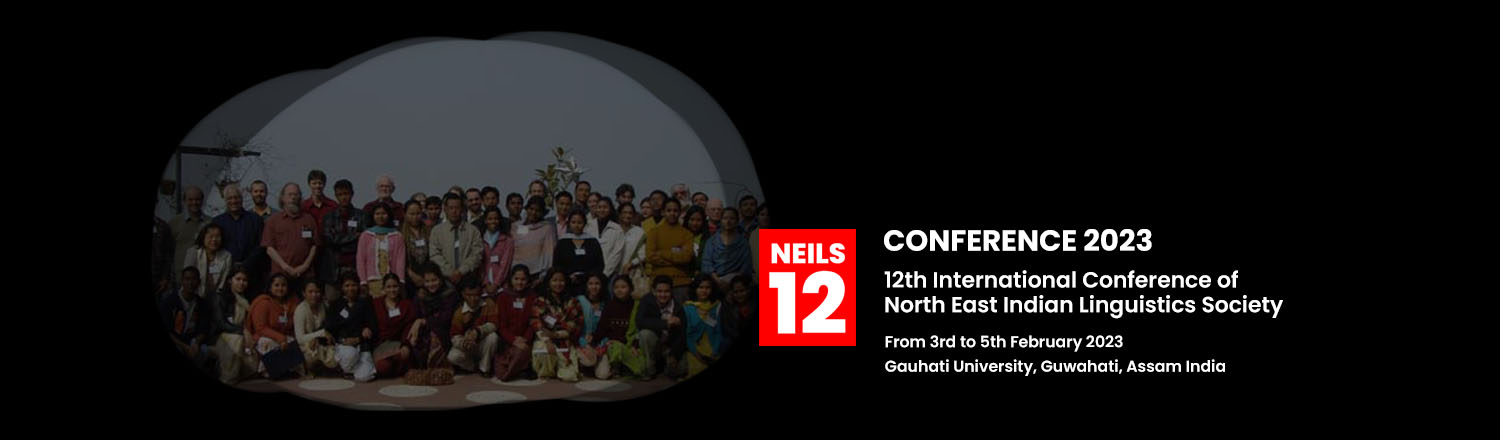 NEILS
12
CONFERENCE 2023
12th International Conference of
North East Indian Linguistics Society
From 3rd to 5th February 2023
Gauhati University, Guwahati, Assam India